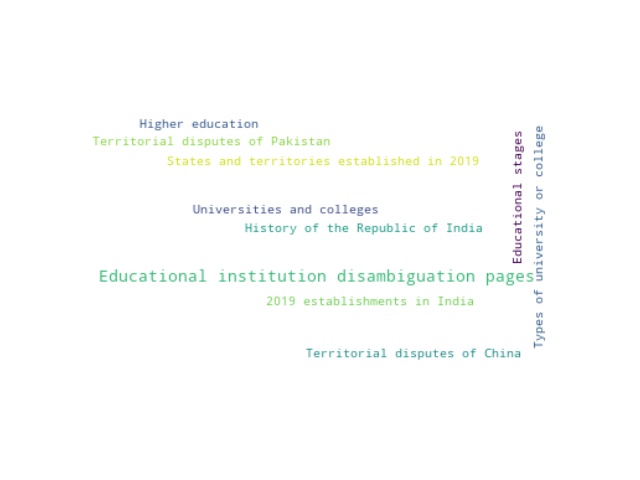 Higher education
Territorial disputes of Pakistan
States and territories established in 2019
Universities and colleges
History of the Republic of India
Educational institution disambiguation pages
2019 establishments in India
Territorial disputes of China
Educational stages
Types of university or college